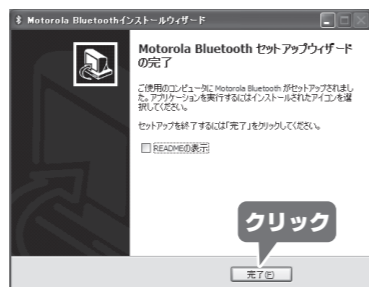 Motorola Bluetoothインストールウィザード
Motorola Bluetooth セットアップウィザード
の完了
ご使用のコンピュータに Motorola Bluetooth がセットアップされまし
た。アプリケーションを実行するにはインストールされたアイコンを選
択してください。
セットアップを終了するには「完了」をクリックしてください。
READMEの表示
クリック
完了(F)